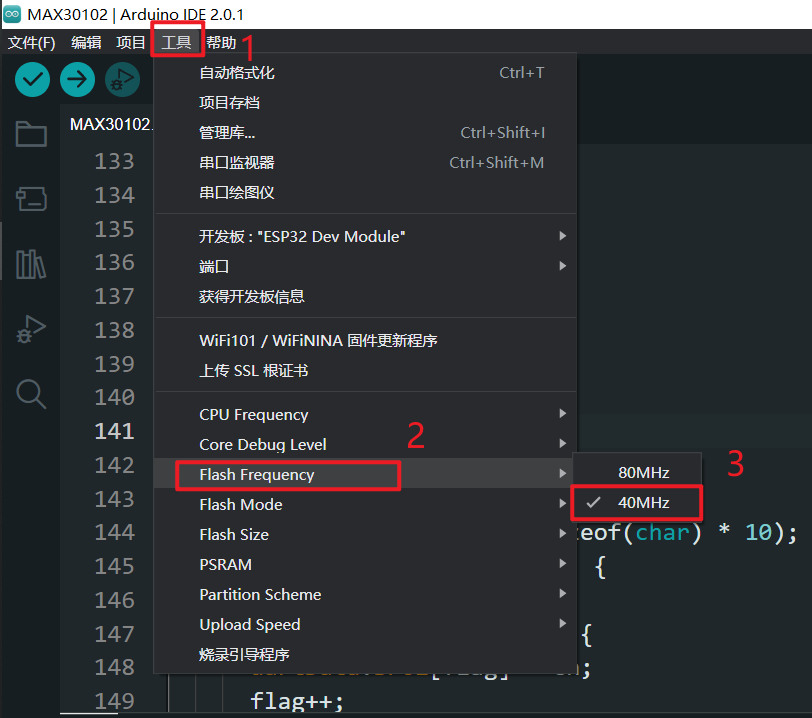 MAX30102 | Arduino IDE 2.0.1
文件(F) 编辑 项目 工具 帮助
1
自动格式化 Ctrl+T
项目存档
管理库... Ctrl+Shift+I
串口监视器 Ctrl+Shift+M
串口绘图仪
开发板 : "ESP32 Dev Module"
端口
获得开发板信息
WiFi101 / WiFiNINA 固件更新程序
上传 SSL 根证书
CPU Frequency
Core Debug Level
2
Flash Frequency
Flash Mode
Flash Size
PSRAM
Partition Scheme
Upload Speed
烧录引导程序
80MHz
3
40MHz
MAX30102.
133
134
135
136
137
138
139
140
141
142
143
144 eof(char) * 10);
145 {
146
147 {
148
149 flag++;